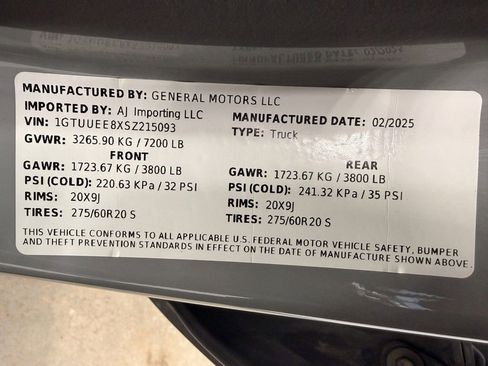 MANUFACTURED BY: GENERAL MOTORS LLC
IMPORTED BY: AJ Importing LLC
MANUFACTURED DATE: 02/2025
VIN: 1GTUUEE8XSZ215093
TYPE: Truck
GVWR: 3265.90 KG / 7200 LB
FRONT
REAR
GAWR: 1723.67 KG / 3800 LB
GAWR: 1723.67 KG / 3800 LB
PSI (COLD): 220.63 KPa / 32 PSI
PSI (COLD): 241.32 KPa / 35 PSI
RIMS: 20X9J
RIMS: 20X9J
TIRES: 275/60R20 S
TIRES: 275/60R20 S
THIS VEHICLE CONFORMS TO ALL APPLICABLE U.S. FEDERAL MOTOR VEHICLE SAFETY, BUMPER
AND THEFT PREVENTION STANDARDS IN EFFECT ON THE DATE OF MANUFACTURE SHOWN ABOVE.